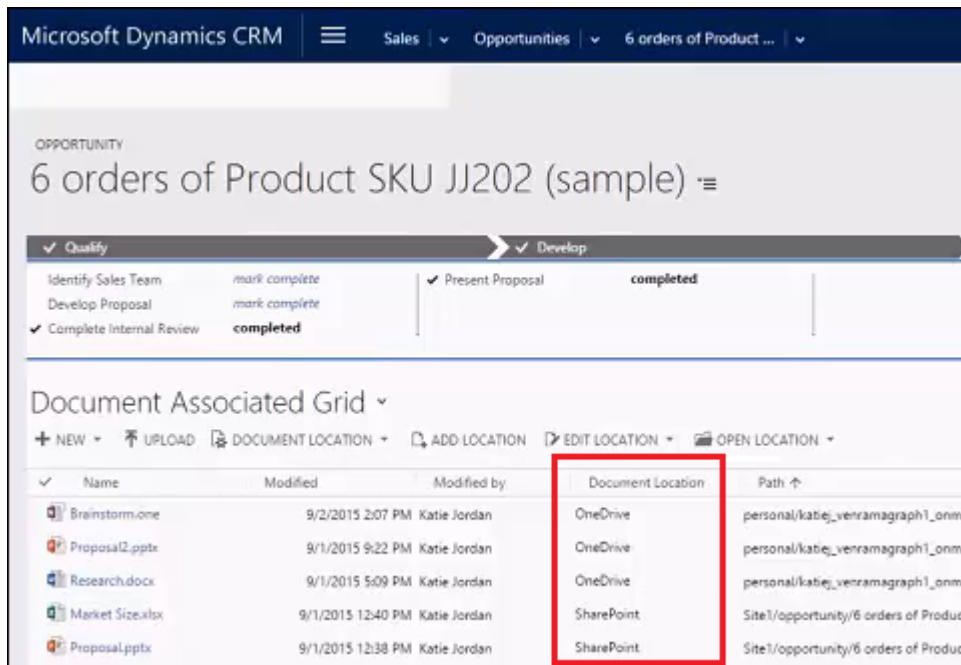 Microsoft Dynamics CRM Sales Opportunities 6 orders of Product ...
OPPORTUNITY
6 orders of Product SKU JJ202 (sample)
Qualify Develop
Identify Sales Team mark complete Present Proposal completed
Develop Proposal mark complete
Complete Internal Review completed
Document Associated Grid
NEW UPLOAD DOCUMENT LOCATION ADD LOCATION EDIT LOCATION OPEN LOCATION
Name Modified Modified by Document Location Path
Brainstorm.one 9/2/2015 2:07 PM Katie Jordan OneDrive personal/katiej_venramagraph1_onm
Proposal2.pptx 9/1/2015 9:22 PM Katie Jordan OneDrive personal/katiej_venramagraph1_onm
Research.docx 9/1/2015 5:09 PM Katie Jordan OneDrive personal/katiej_venramagraph1_onm
Market Size.xlsx 9/1/2015 12:40 PM Katie Jordan SharePoint Site1/opportunity/6 orders of Produc
Proposal.pptx 9/1/2015 12:38 PM Katie Jordan SharePoint Site1/opportunity/6 orders of Produc